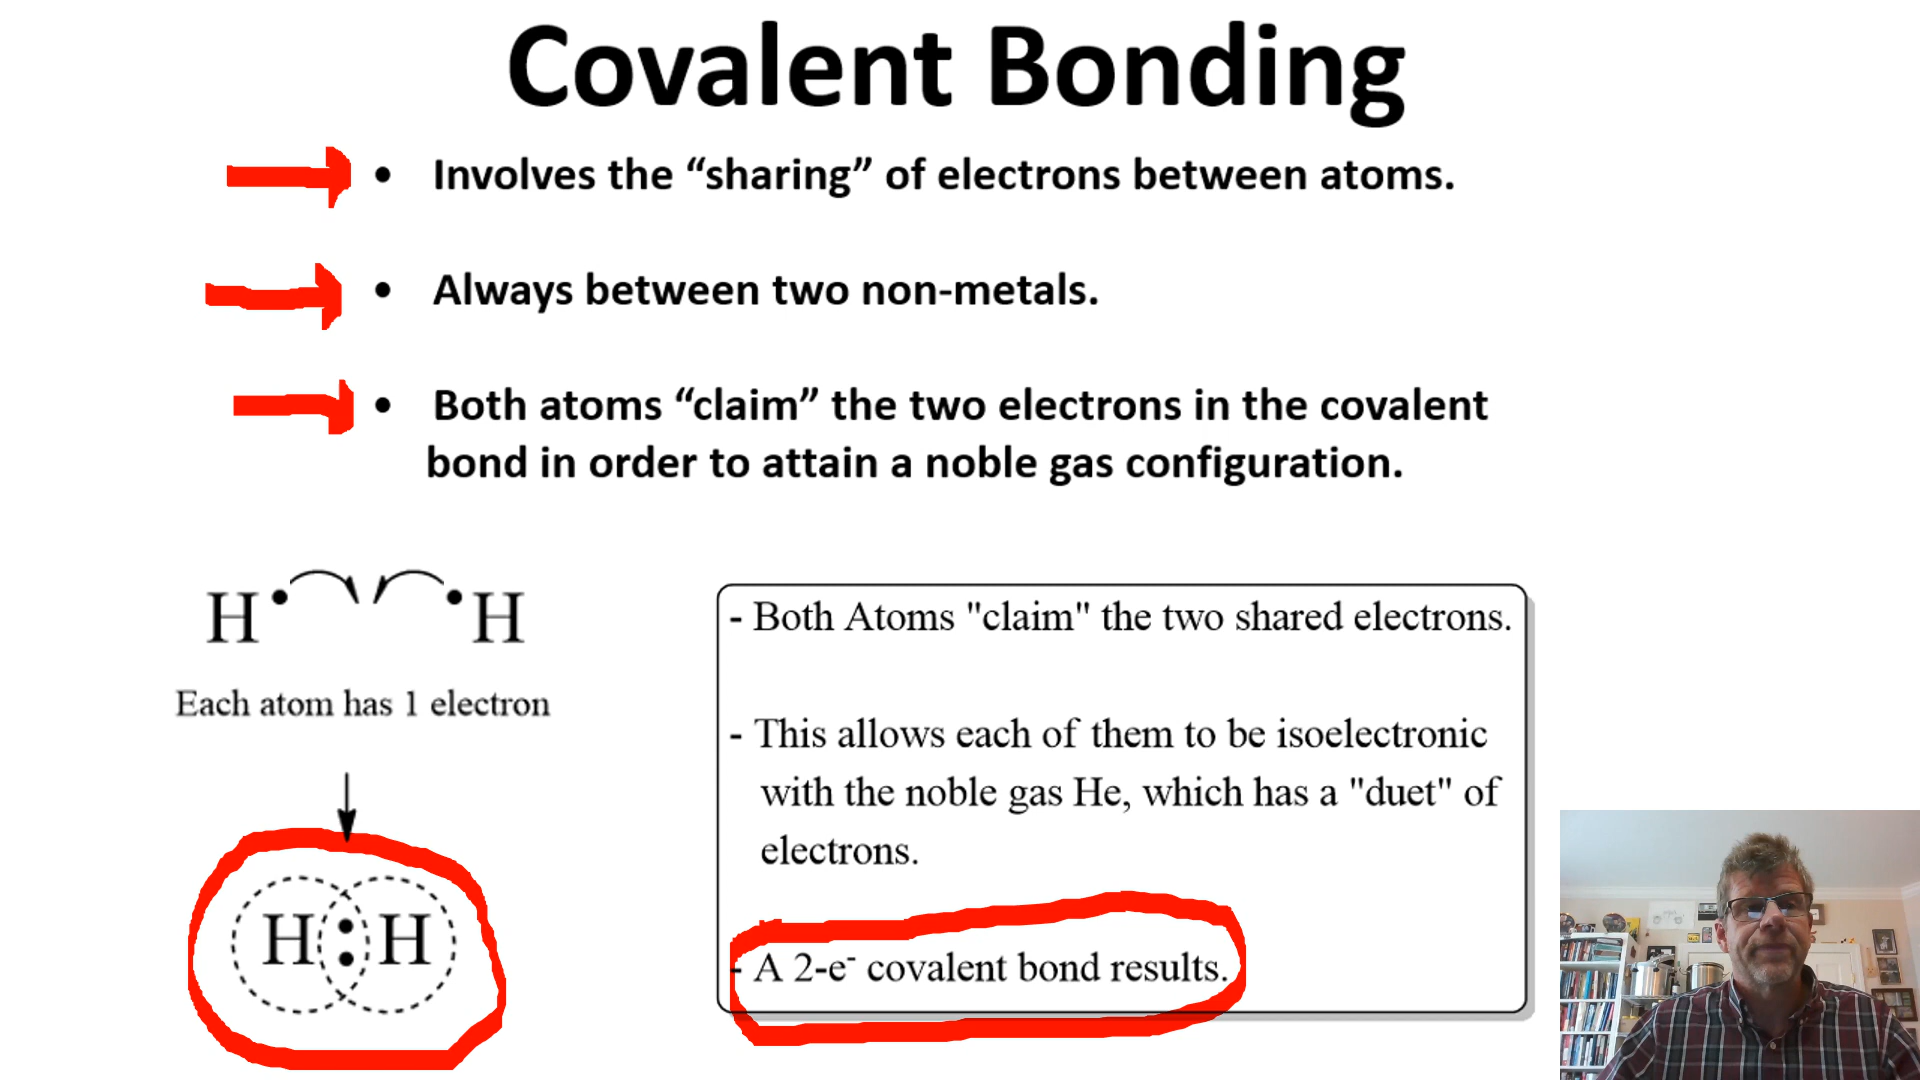 Covalent Bonding
• Involves the “sharing” of electrons between atoms.
• Always between two non-metals.
• Both atoms “claim” the two electrons in the covalent
bond in order to attain a noble gas configuration.
H• •H
Each atom has 1 electron
H:H
- Both Atoms "claim" the two shared electrons.
- This allows each of them to be isoelectronic
with the noble gas He, which has a "duet" of
electrons.
- A 2-e⁻ covalent bond results.